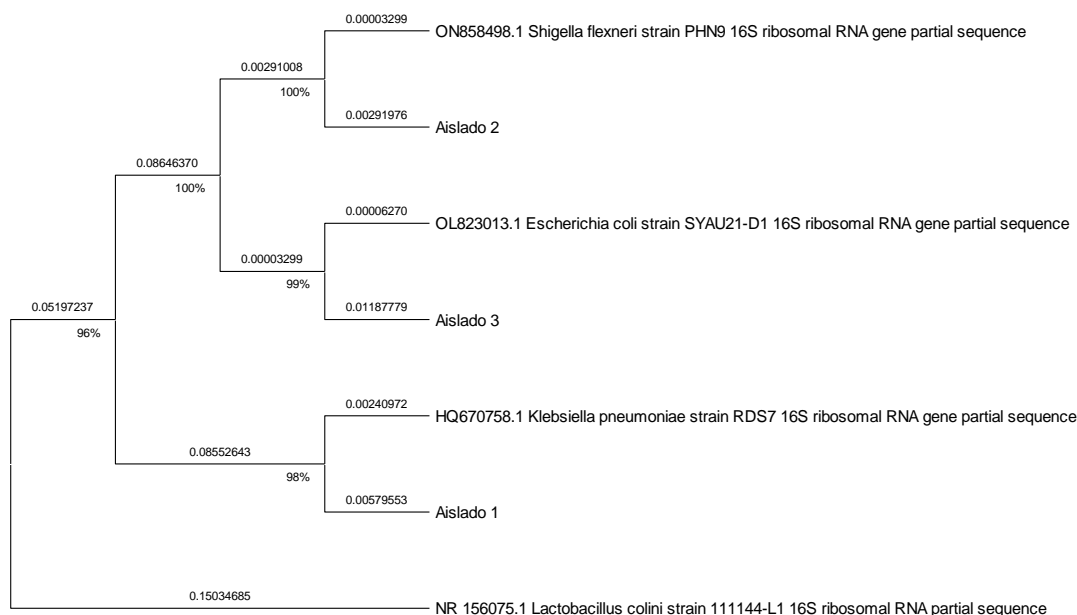 0.00003299
ON858498.1 Shigella flexneri strain PHN9 16S ribosomal RNA gene partial sequence
0.00291008
100%
0.00291976
Aislado 2
0.08646370
100%
0.00006270
OL823013.1 Escherichia coli strain SYAU21-D1 16S ribosomal RNA gene partial sequence
0.00003299
99%
0.01187779
Aislado 3
0.05197237
96%
0.00240972
HQ670758.1 Klebsiella pneumoniae strain RDS7 16S ribosomal RNA gene partial sequence
0.08552643
98%
0.00579553
Aislado 1
0.15034685
NR 156075.1 Lactobacillus colini strain 111144-L1 16S ribosomal RNA partial sequence